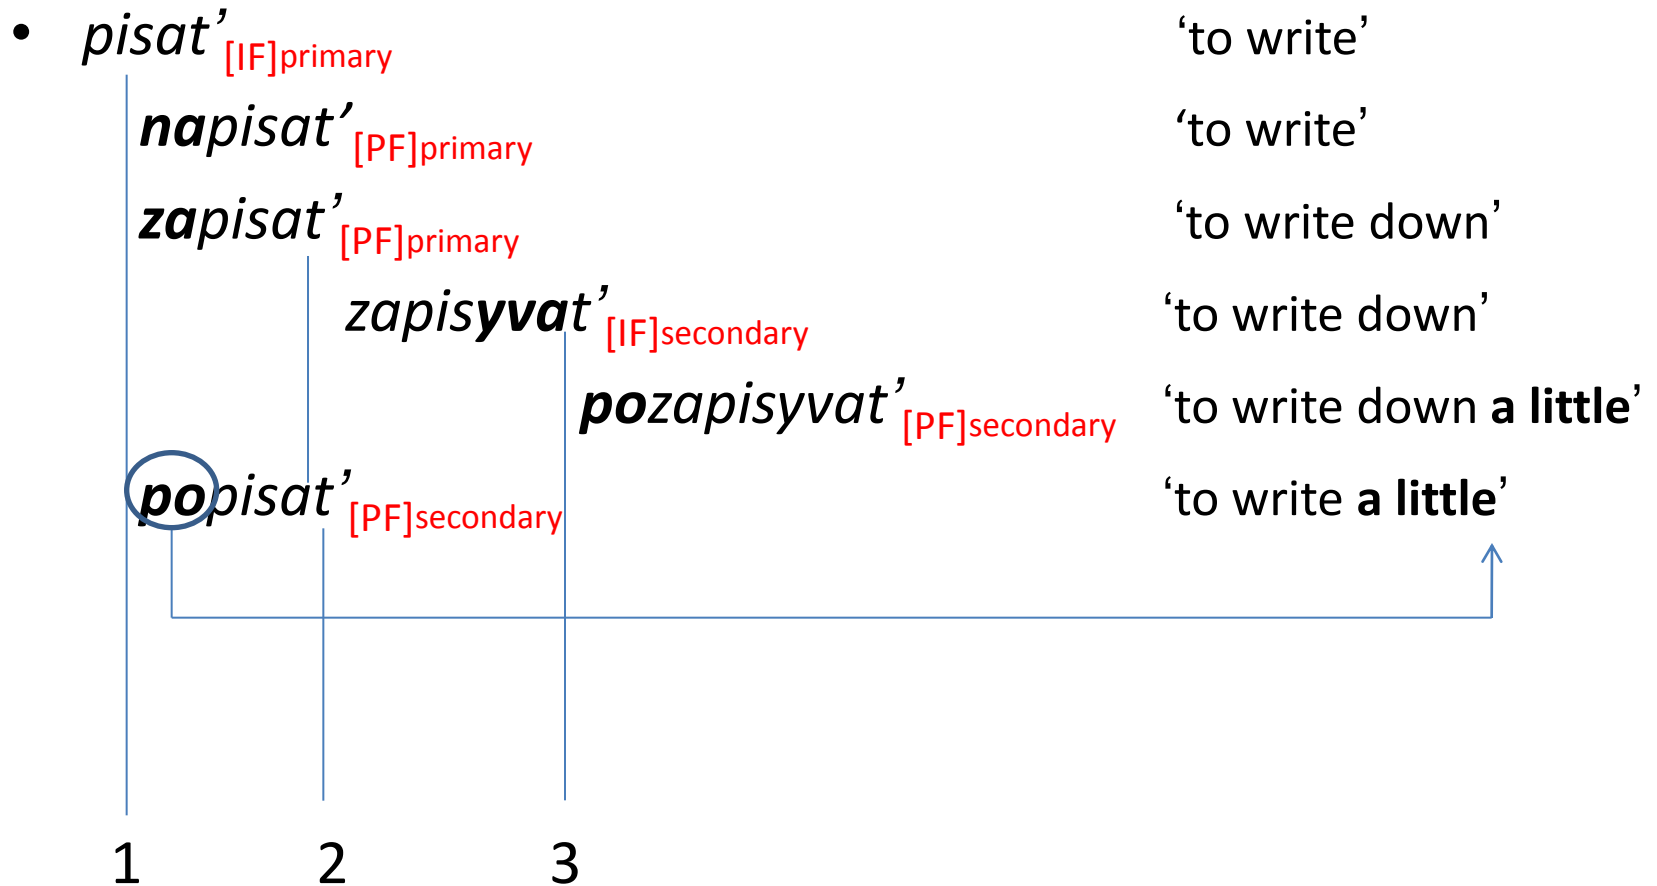 • pisat’[IF]primary ‘to write’
napisat’[PF]primary ‘to write’
zapisat’[PF]primary ‘to write down’
zapisyvat’[IF]secondary ‘to write down’
pozapisyvat’[PF]secondary ‘to write down a little’
popisat’[PF]secondary ‘to write a little’
1 2 3